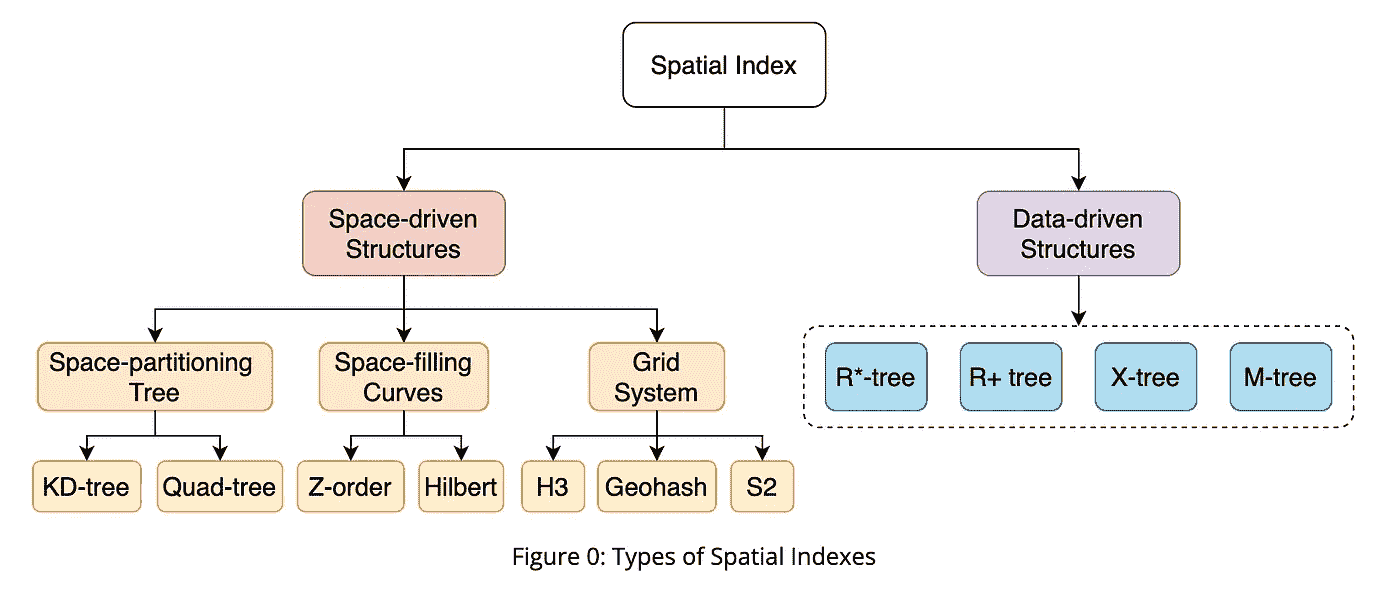 Spatial Index
Space-driven
Structures
Data-driven
Structures
Space-partitioning
Tree
Space-filling
Curves
Grid
System
R*-tree
R+ tree
X-tree
M-tree
KD-tree
Quad-tree
Z-order
Hilbert
H3
Geohash
S2
Figure 0: Types of Spatial Indexes